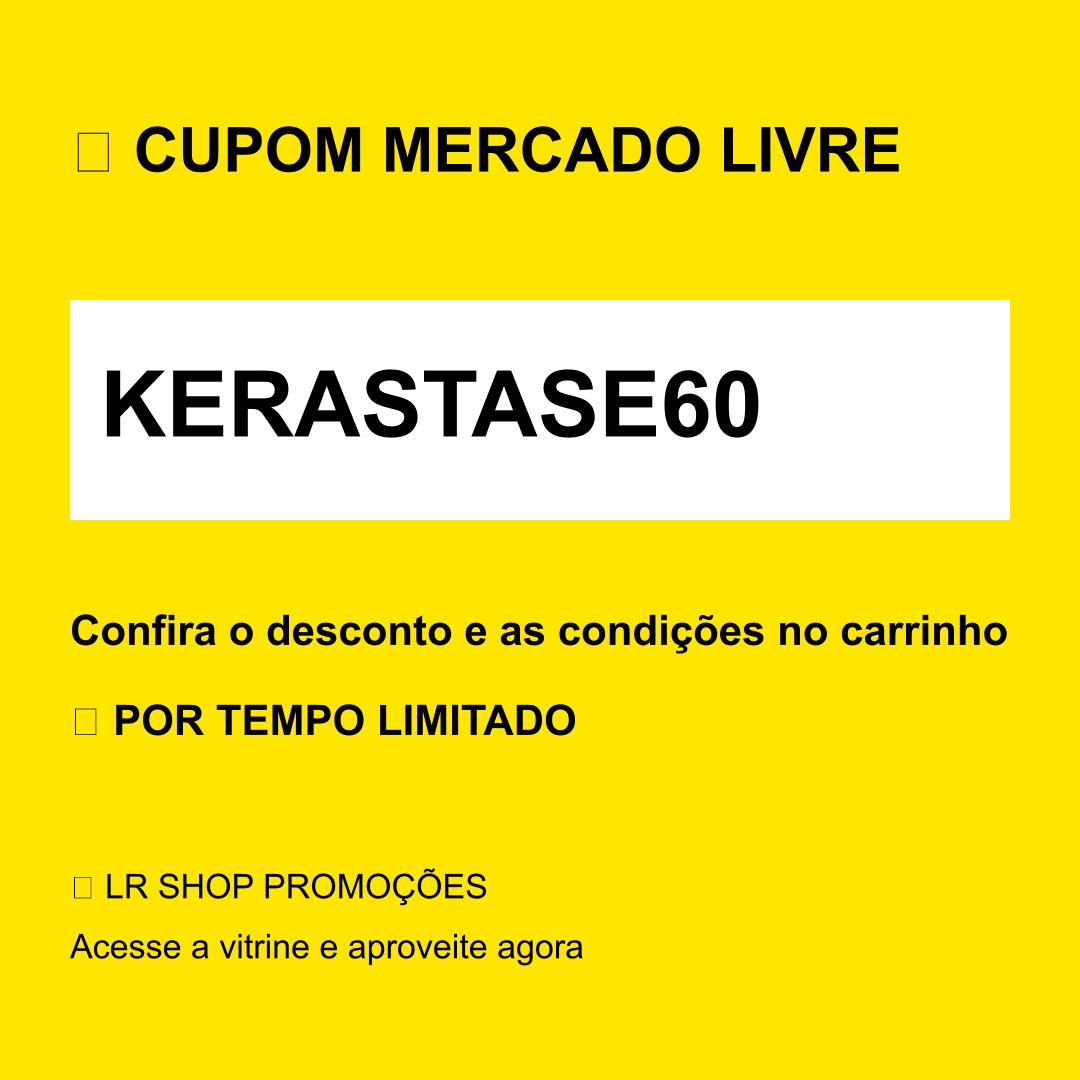 □ CUPOM MERCADO LIVRE
KERASTASE60
Confira o desconto e as condições no carrinho
□ POR TEMPO LIMITADO
□ LR SHOP PROMOÇÕES
Acesse a vitrine e aproveite agora